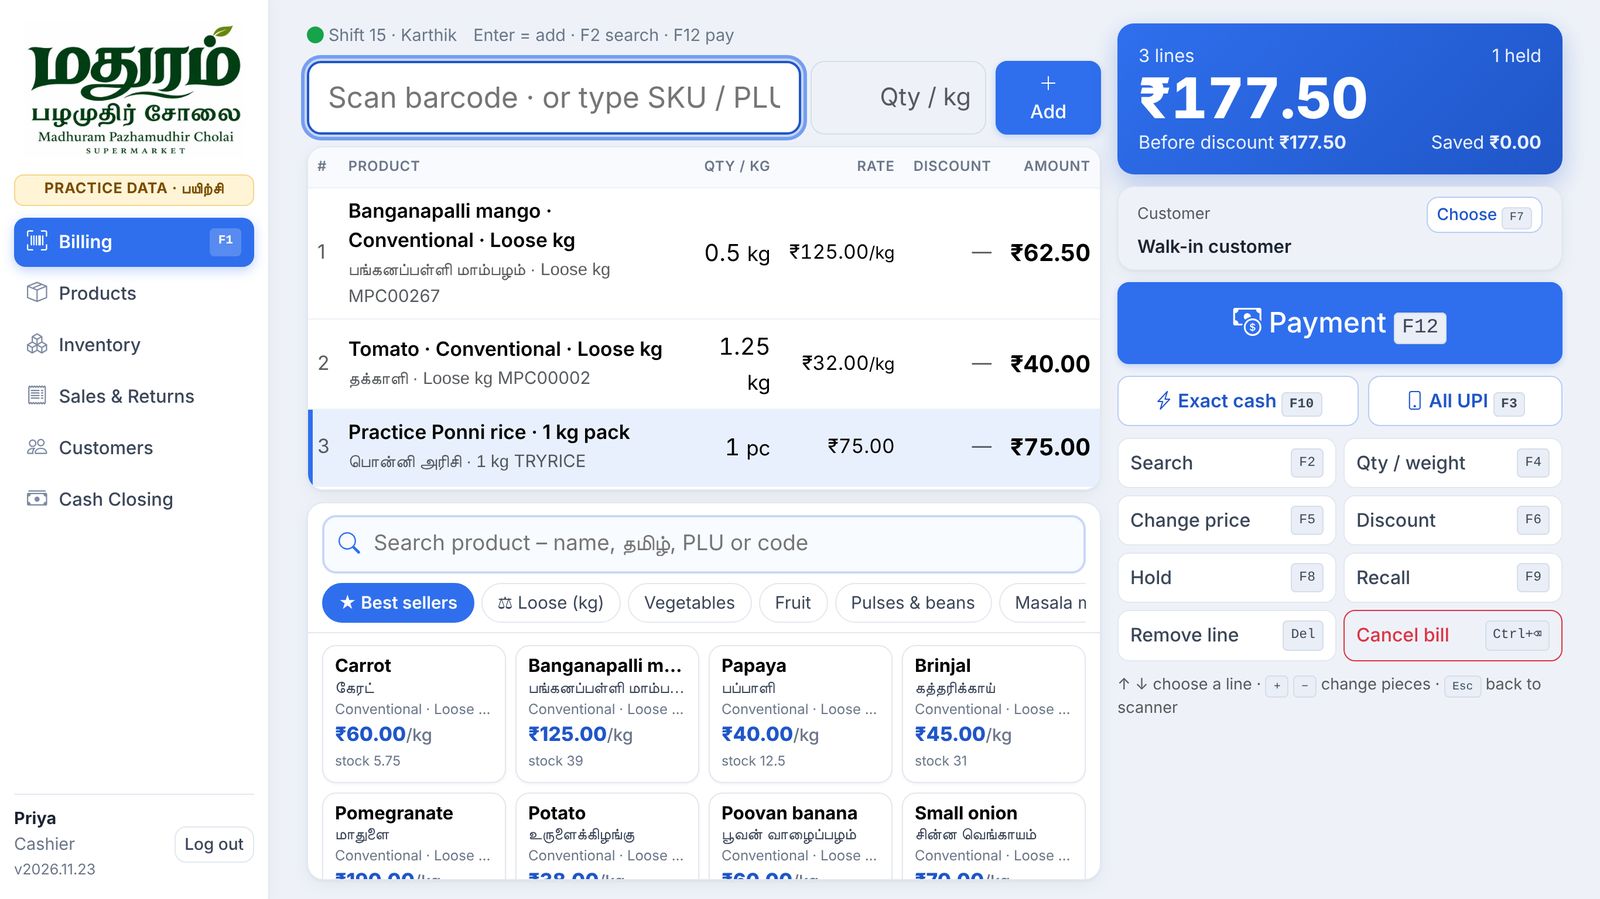 மதுரம்
பழமுதிர் சோலை
Madhuram Pazhamudhir Cholai
SUPERMARKET
PRACTICE DATA · பயிற்சி
Billing F1
Products
Inventory
Sales & Returns
Customers
Cash Closing
Priya
Cashier
v2026.11.23
Log out
Shift 15 · Karthik Enter = add · F2 search · F12 pay
Scan barcode · or type SKU / PLU
Qty / kg
+
Add
# PRODUCT QTY / KG RATE DISCOUNT AMOUNT
1 Banganapalli mango · Conventional · Loose kg 0.5 kg ₹125.00/kg — ₹62.50
பங்கனப்பள்ளி மாம்பழம் · Loose kg
MPC00267
2 Tomato · Conventional · Loose kg 1.25 kg ₹32.00/kg — ₹40.00
தக்காளி · Loose kg MPC00002
3 Practice Ponni rice · 1 kg pack 1 pc ₹75.00 — ₹75.00
பொன்னி அரிசி · 1 kg TRYRICE
Search product – name, தமிழ், PLU or code
★ Best sellers Loose (kg) Vegetables Fruit Pulses & beans Masala
Carrot
கேரட்
Conventional · Loose ...
₹60.00/kg
stock 5.75
Banganapalli m...
பங்கனப்பள்ளி மாம்ப...
Conventional · Loose ...
₹125.00/kg
stock 39
Papaya
பப்பாளி
Conventional · Loose ...
₹40.00/kg
stock 12.5
Brinjal
கத்தரிக்காய்
Conventional · Loose ...
₹45.00/kg
stock 31
Pomegranate
மாதுளை
Conventional · Loose ...
Potato
உருளைக்கிழங்கு
Conventional · Loose ...
Poovan banana
பூவன் வாழைப்பழம்
Conventional · Loose ...
Small onion
சின்ன வெங்காயம்
Conventional · Loose ...
3 lines 1 held
₹177.50
Before discount ₹177.50 Saved ₹0.00
Customer
Choose F7
Walk-in customer
Payment F12
Exact cash F10
All UPI F3
Search F2
Qty / weight F4
Change price F5
Discount F6
Hold F8
Recall F9
Remove line Del
Cancel bill Ctrl+⌫
↑ ↓ choose a line · + − change pieces · Esc back to
scanner